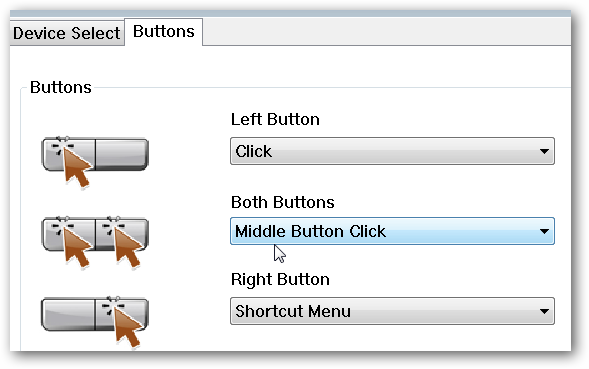 Device Select
Buttons
Buttons
Left Button
Click
Both Buttons
Middle Button Click
Right Button
Shortcut Menu